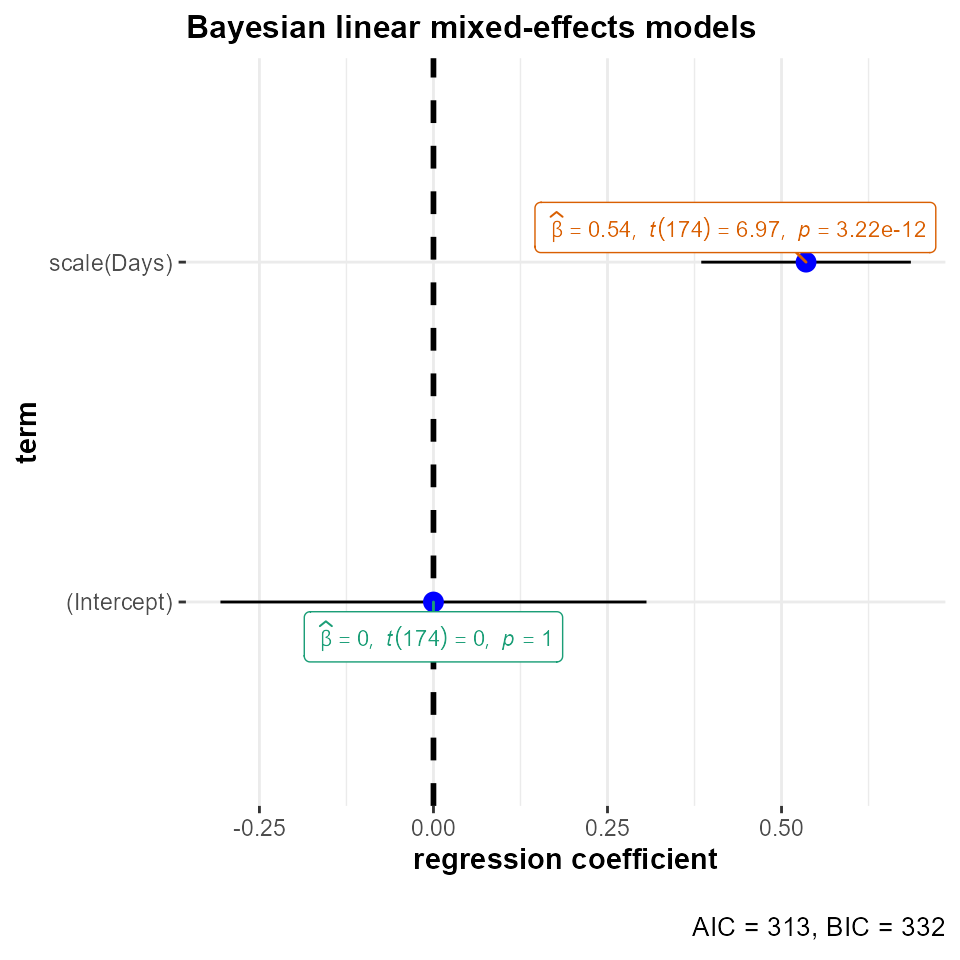 Bayesian linear mixed-effects models
β̂ = 0.54, t(174) = 6.97, p = 3.22e-12
scale(Days)
term
(Intercept)
β̂ = 0, t(174) = 0, p = 1
-0.25 0.00 0.25 0.50
regression coefficient
AIC = 313, BIC = 332